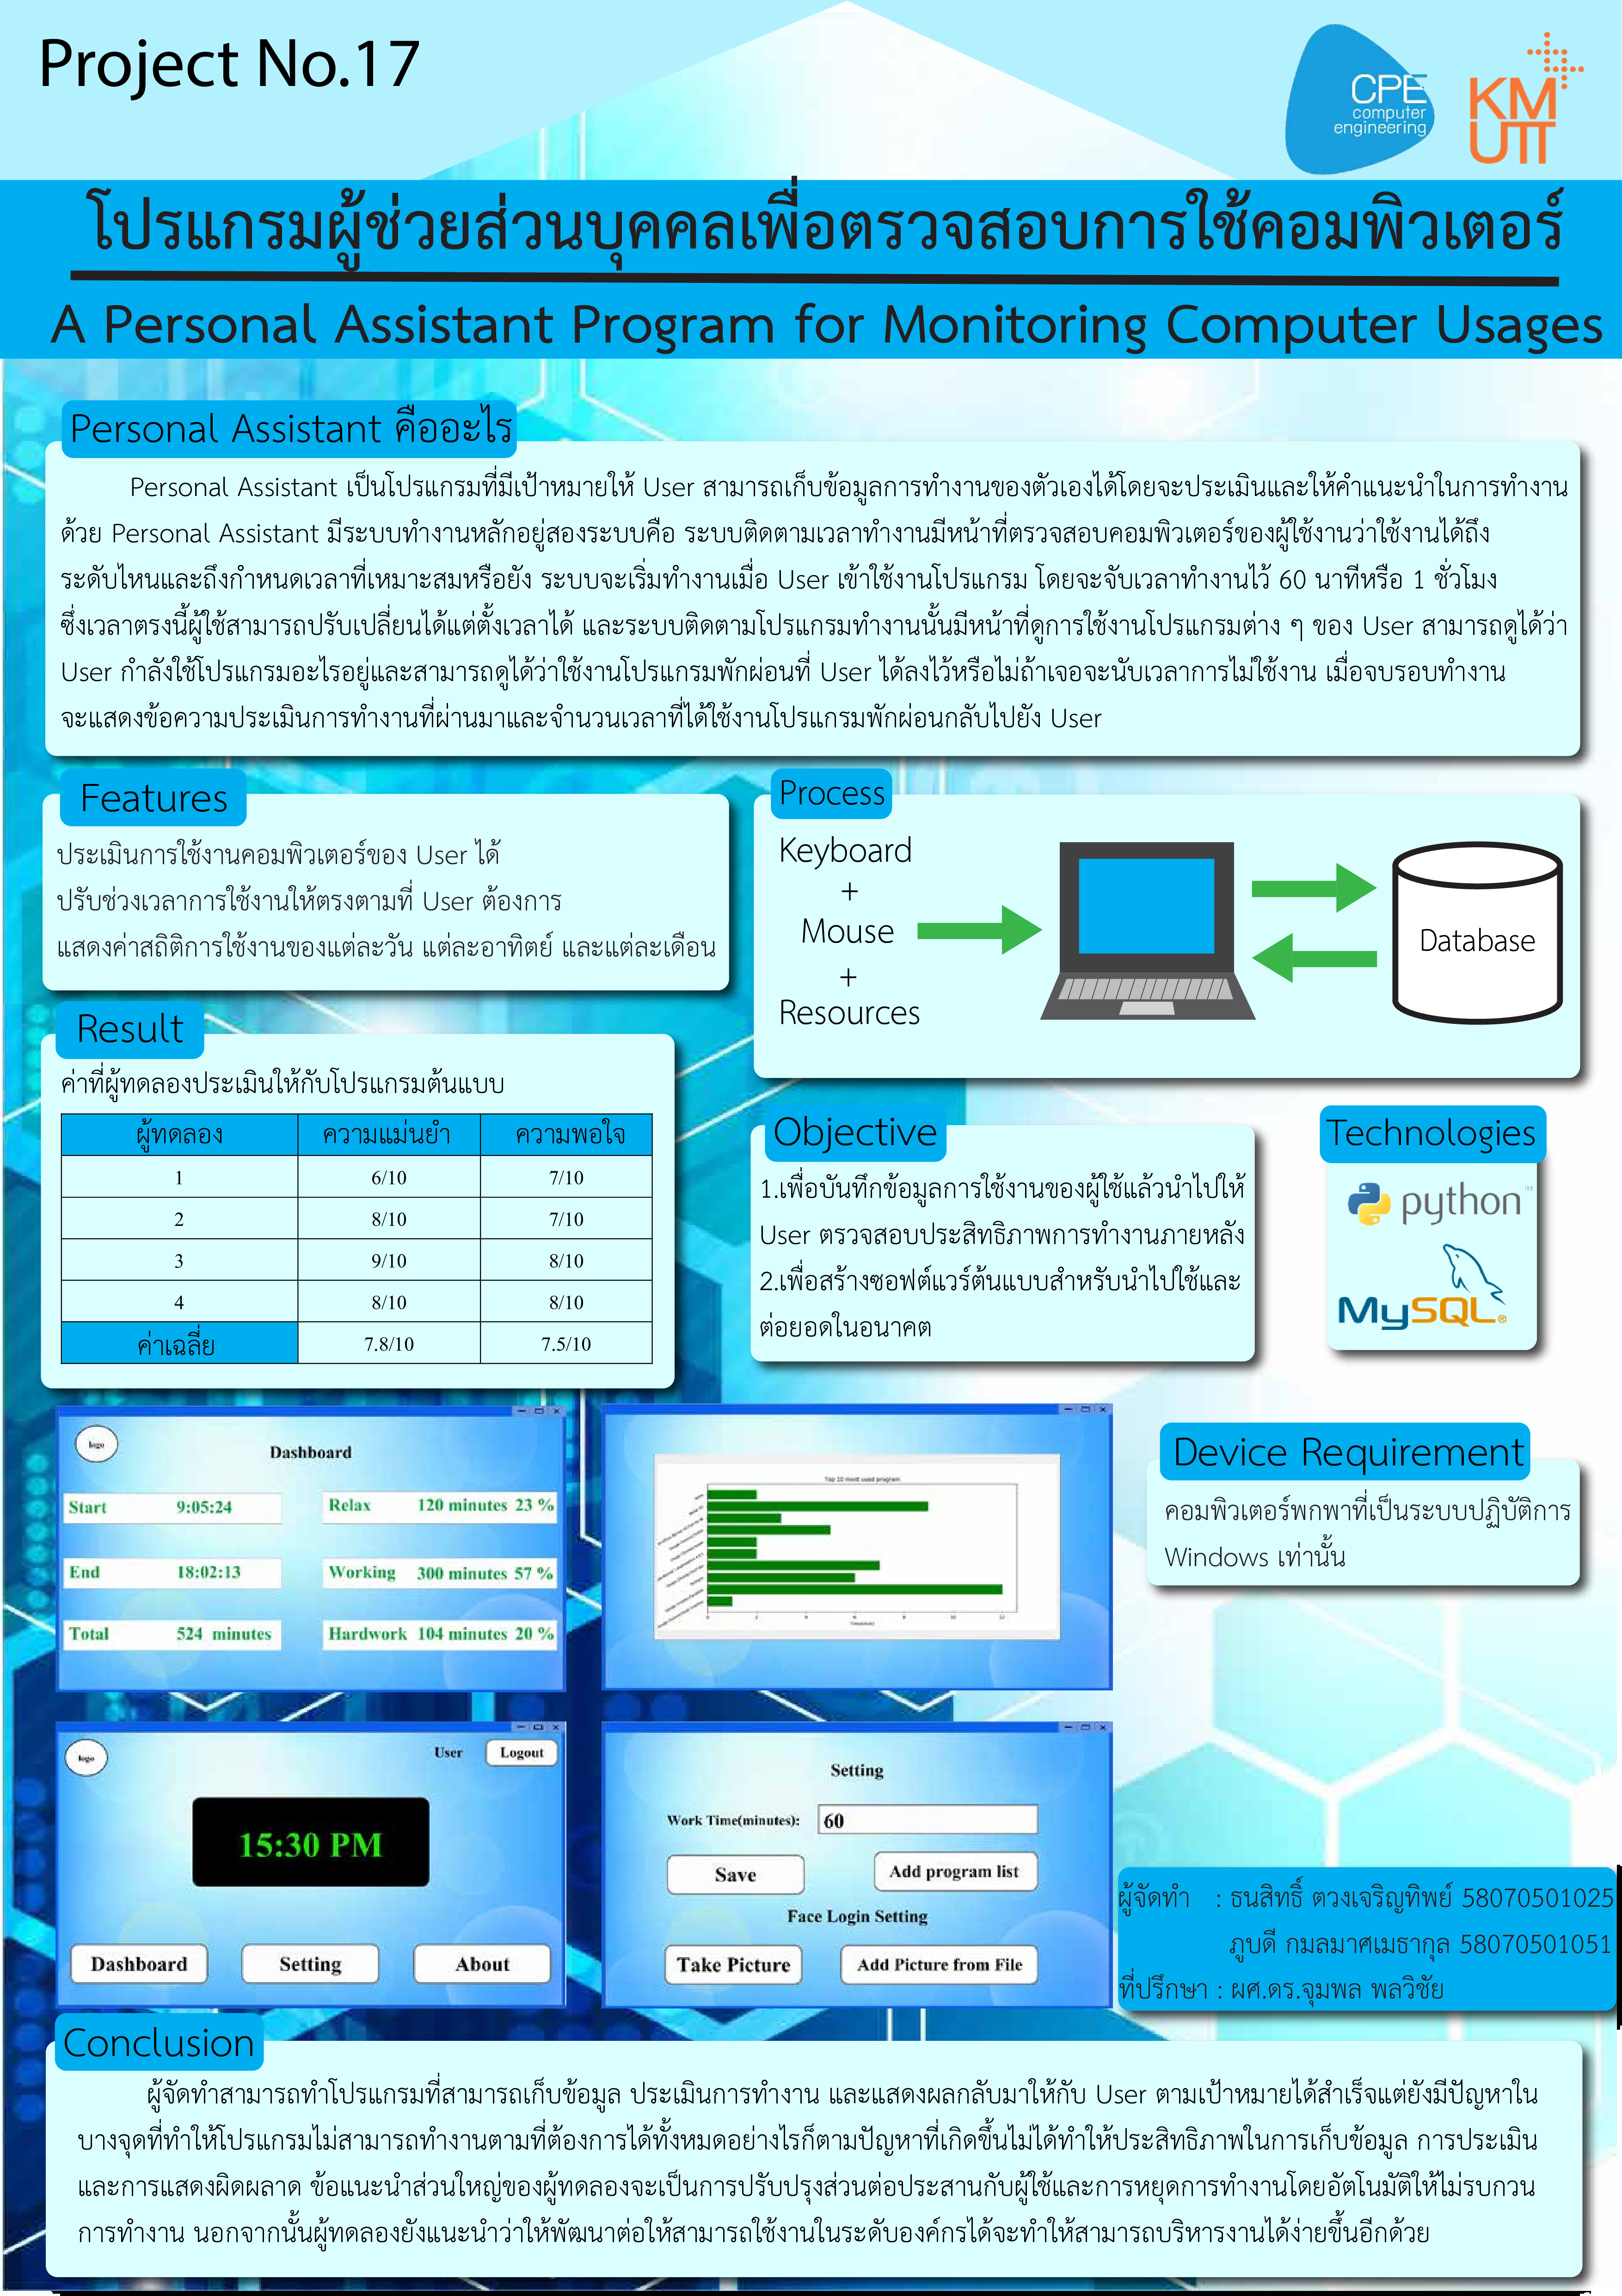 Project No.17
CPE
computer
engineering
KM
UTT
โปรแกรมผู้ช่วยส่วนบุคคลเพื่อตรวจสอบการใช้คอมพิวเตอร์
A Personal Assistant Program for Monitoring Computer Usages
Personal Assistant คืออะไร
Personal Assistant เป็นโปรแกรมที่มีเป้าหมายให้ User สามารถเก็บข้อมูลการทำงานของตัวเองได้โดยจะประเมินและให้คำแนะนำในการทำงาน
ด้วย Personal Assistant มีระบบทำงานหลักอยู่สองระบบคือ ระบบติดตามเวลาทำงานมีหน้าที่ตรวจสอบคอมพิวเตอร์ของผู้ใช้งานว่าใช้งานได้ถึง
ระดับไหนและถึงกำหนดเวลาที่เหมาะสมหรือยัง ระบบจะเริ่มทำงานเมื่อ User เข้าใช้งานโปรแกรม โดยจะจับเวลาทำงานไว้ 60 นาทีหรือ 1 ชั่วโมง
ซึ่งเวลาตรงนี้ผู้ใช้สามารถปรับเปลี่ยนได้แต่ตั้งเวลาได้ และระบบติดตามโปรแกรมทำงานนั้นมีหน้าที่ดูการใช้งานโปรแกรมต่าง ๆ ของ User สามารถดูได้ว่า
User กำลังใช้โปรแกรมอะไรอยู่และสามารถดูได้ว่าใช้งานโปรแกรมพักผ่อนที่ User ได้ลงไว้หรือไม่ถ้าเจอจะนับเวลาการไม่ใช้งาน เมื่อจบรอบทำงาน
จะแสดงข้อความประเมินการทำงานที่ผ่านมาและจำนวนเวลาที่ได้ใช้งานโปรแกรมพักผ่อนกลับไปยัง User
Features
ประเมินการใช้งานคอมพิวเตอร์ของ User ได้
ปรับช่วงเวลาการใช้งานให้ตรงตามที่ User ต้องการ
แสดงค่าสถิติการใช้งานของแต่ละวัน แต่ละอาทิตย์ และแต่ละเดือน
Process
Keyboard
+
Mouse
+
Resources
Database
Result
ค่าที่ผู้ทดลองประเมินให้กับโปรแกรมต้นแบบ
ผู้ทดลอง ความแม่นยำ ความพอใจ
1 6/10 7/10
2 8/10 7/10
3 9/10 8/10
4 8/10 8/10
ค่าเฉลี่ย 7.8/10 7.5/10
Objective
1.เพื่อบันทึกข้อมูลการใช้งานของผู้ใช้แล้วนำไปให้
User ตรวจสอบประสิทธิภาพการทำงานภายหลัง
2.เพื่อสร้างซอฟต์แวร์ต้นแบบสำหรับนำไปใช้และ
ต่อยอดในอนาคต
Technologies
python™
MySQL®
logo
Dashboard
Start 9:05:24 Relax 120 minutes 23 %
End 18:02:13 Working 300 minutes 57 %
Total 524 minutes Hardwork 104 minutes 20 %
Top 10 most used program
0 2 4 6 8 10 12
Device Requirement
คอมพิวเตอร์พกพาที่เป็นระบบปฏิบัติการ
Windows เท่านั้น
logo
User Logout
15:30 PM
Dashboard Setting About
Setting
Work Time(minutes): 60
Save Add program list
Face Login Setting
Take Picture Add Picture from File
ผู้จัดทำ : ธนสิทธิ์ ตวงเจริญทิพย์ 58070501025
ภูบดี กมลมาศเมธากุล 58070501051
ที่ปรึกษา : ผศ.ดร.จุมพล พลวิชัย
Conclusion
ผู้จัดทำสามารถทำโปรแกรมที่สามารถเก็บข้อมูล ประเมินการทำงาน และแสดงผลกลับมาให้กับ User ตามเป้าหมายได้สำเร็จแต่ยังมีปัญหาใน
บางจุดที่ทำให้โปรแกรมไม่สามารถทำงานตามที่ต้องการได้ทั้งหมดอย่างไรก็ตามปัญหาที่เกิดขึ้นไม่ได้ทำให้ประสิทธิภาพในการเก็บข้อมูล การประเมิน
และการแสดงผิดผลาด ข้อแนะนำส่วนใหญ่ของผู้ทดลองจะเป็นการปรับปรุงส่วนต่อประสานกับผู้ใช้และการหยุดการทำงานโดยอัตโนมัติให้ไม่รบกวน
การทำงาน นอกจากนั้นผู้ทดลองยังแนะนำว่าให้พัฒนาต่อให้สามารถใช้งานในระดับองค์กรได้จะทำให้สามารถบริหารงานได้ง่ายขึ้นอีกด้วย